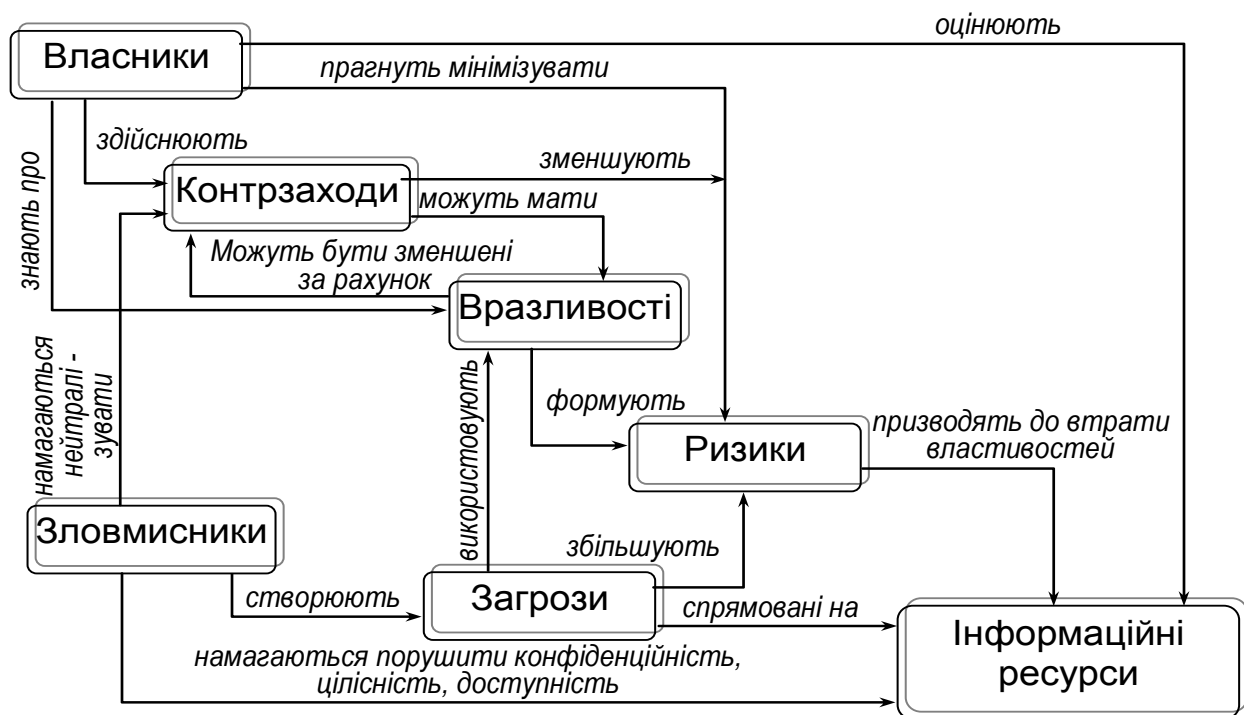 оцінюють
Власники
прагнуть мінімізувати
здійснюють
зменшують
Контрзаходи
можуть мати
знають про
Можуть бути зменшені
за рахунок
Вразливості
намагаються
нейтралі -
зувати
використовують
формують
призводять до втрати
властивостей
Ризики
Зловмисники
збільшують
створюють
Загрози
спрямовані на
Інформаційні
ресурси
намагаються порушити конфіденційність,
цілісність, доступність